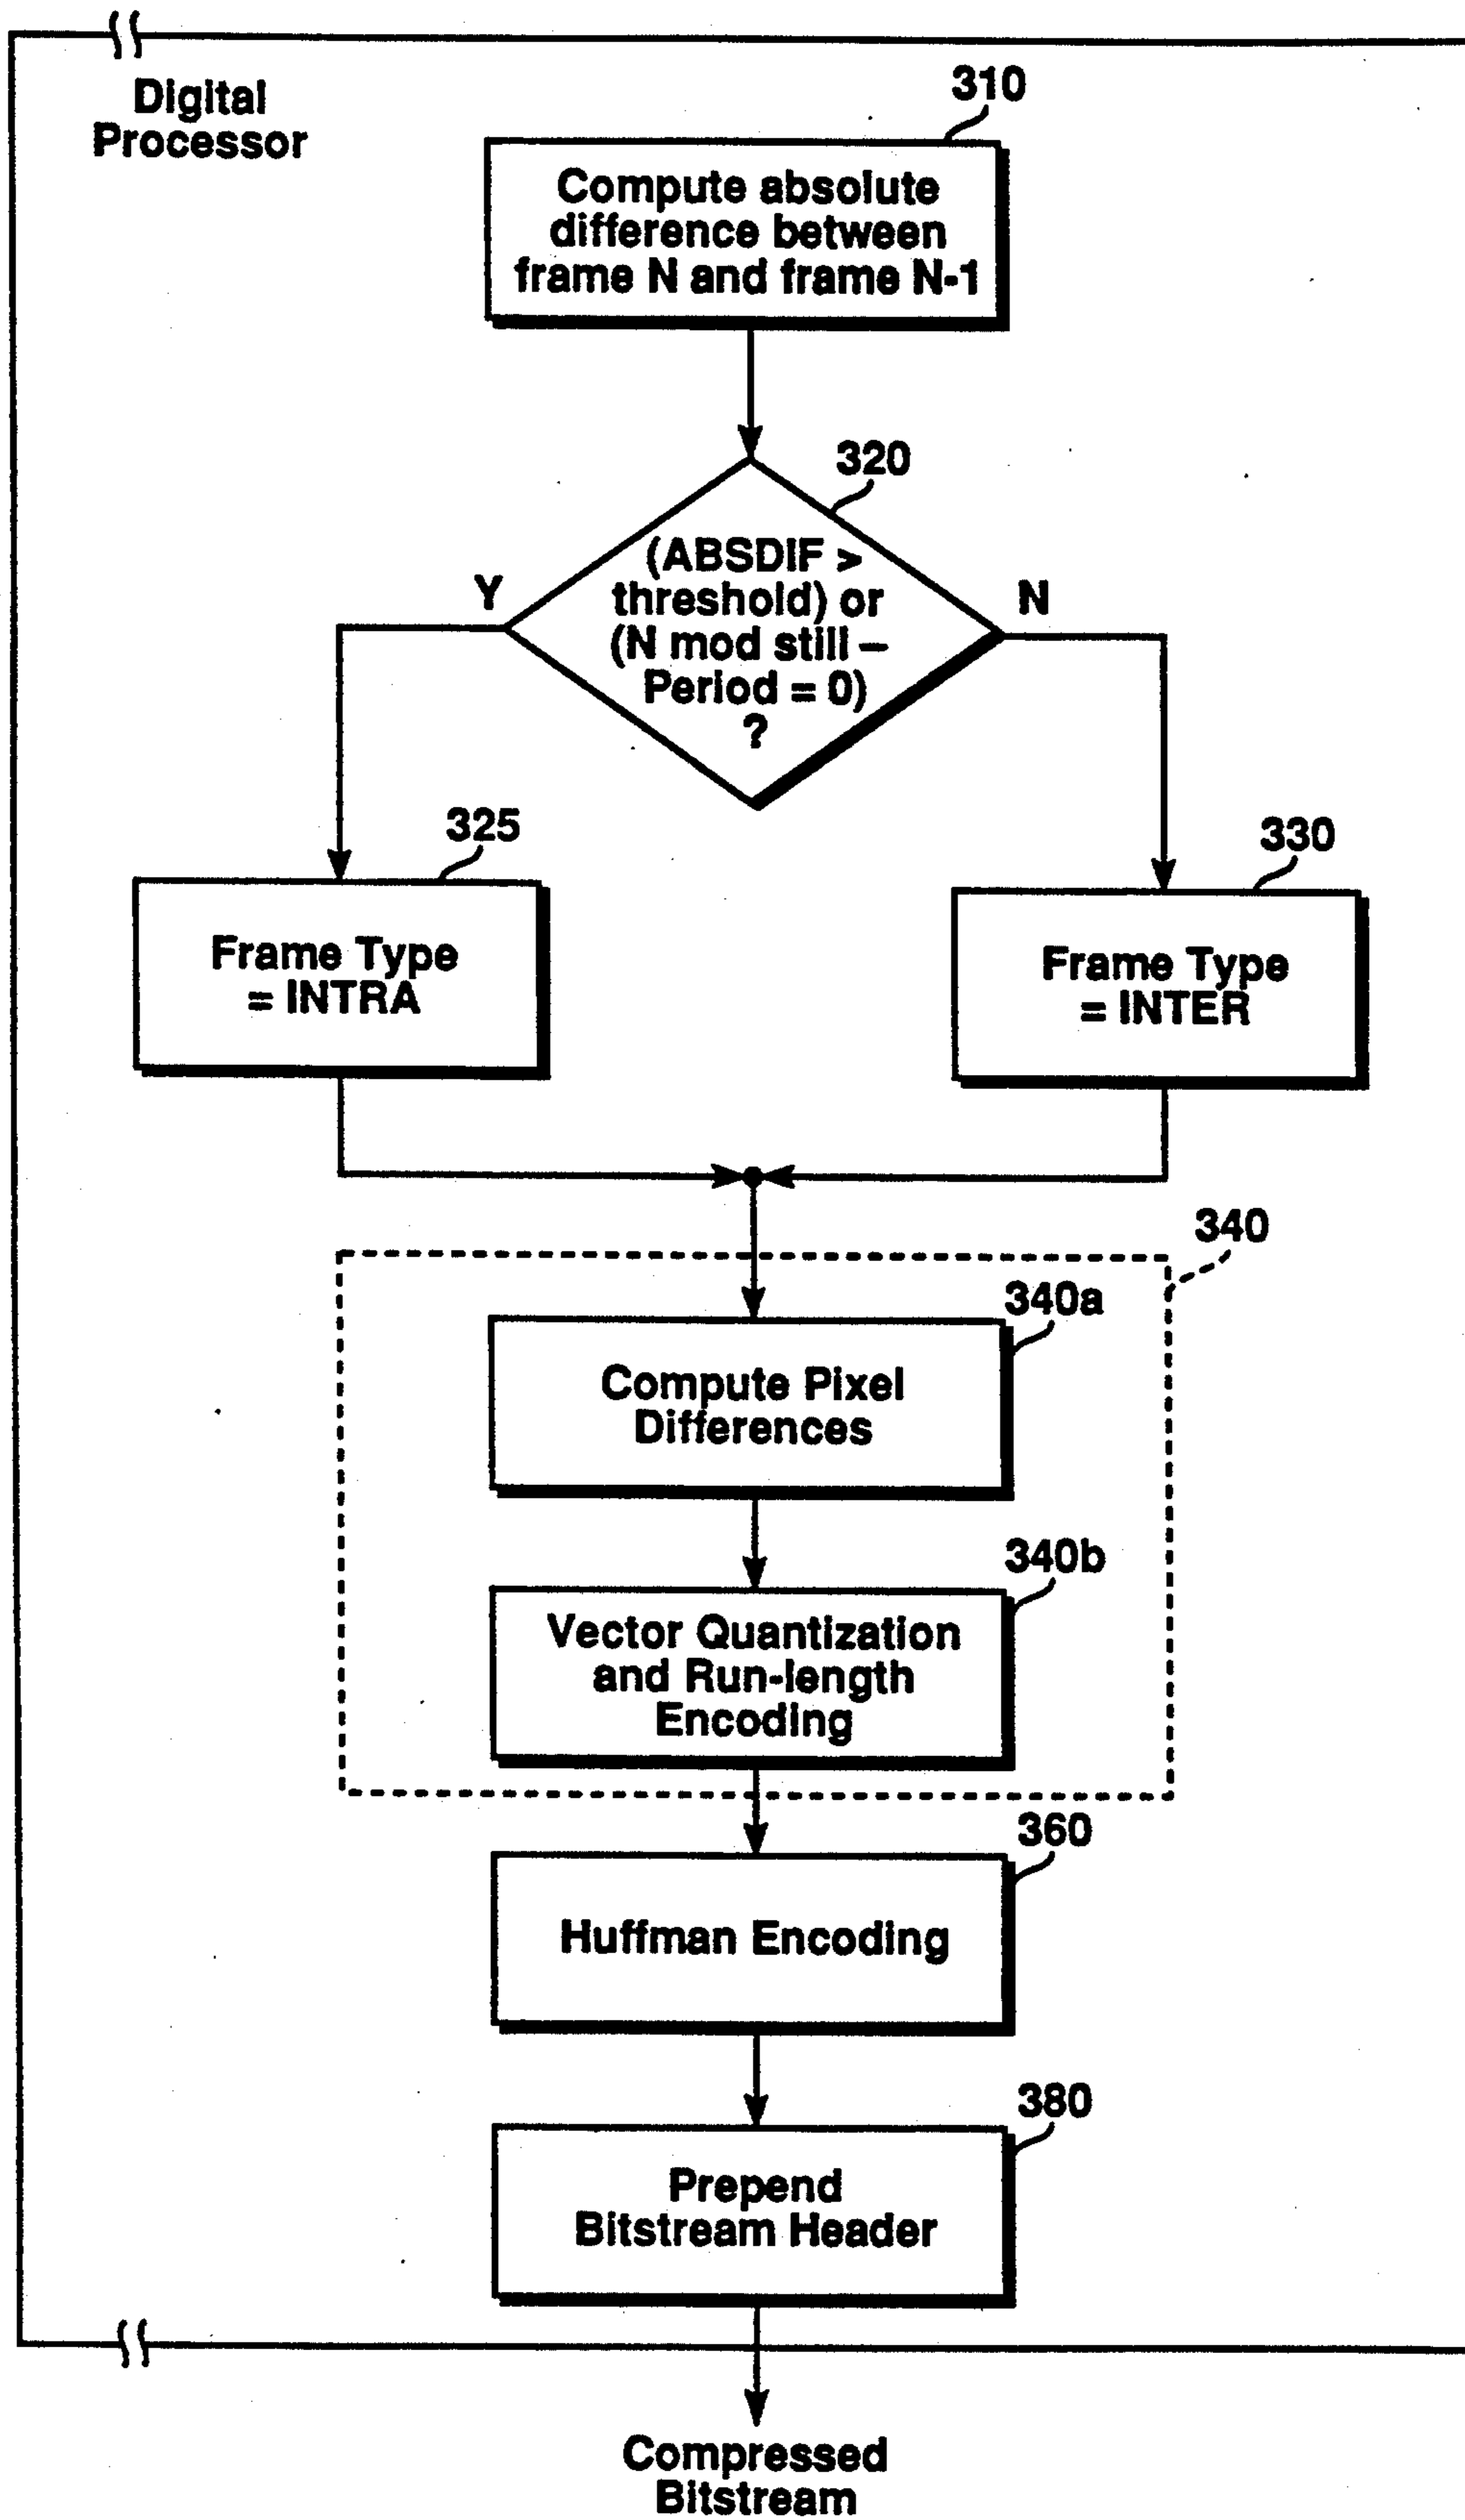 Digital
Processor
310
Compute absolute
difference between
frame N and frame N-1
320
(ABSDIF >
threshold) or
(N mod still –
Period = 0)
?
Y
N
325
Frame Type
= INTRA
330
Frame Type
= INTER
340
340a
Compute Pixel
Differences
340b
Vector Quantization
and Run-length
Encoding
360
Huffman Encoding
380
Prepend
Bitstream Header
Compressed
Bitstream